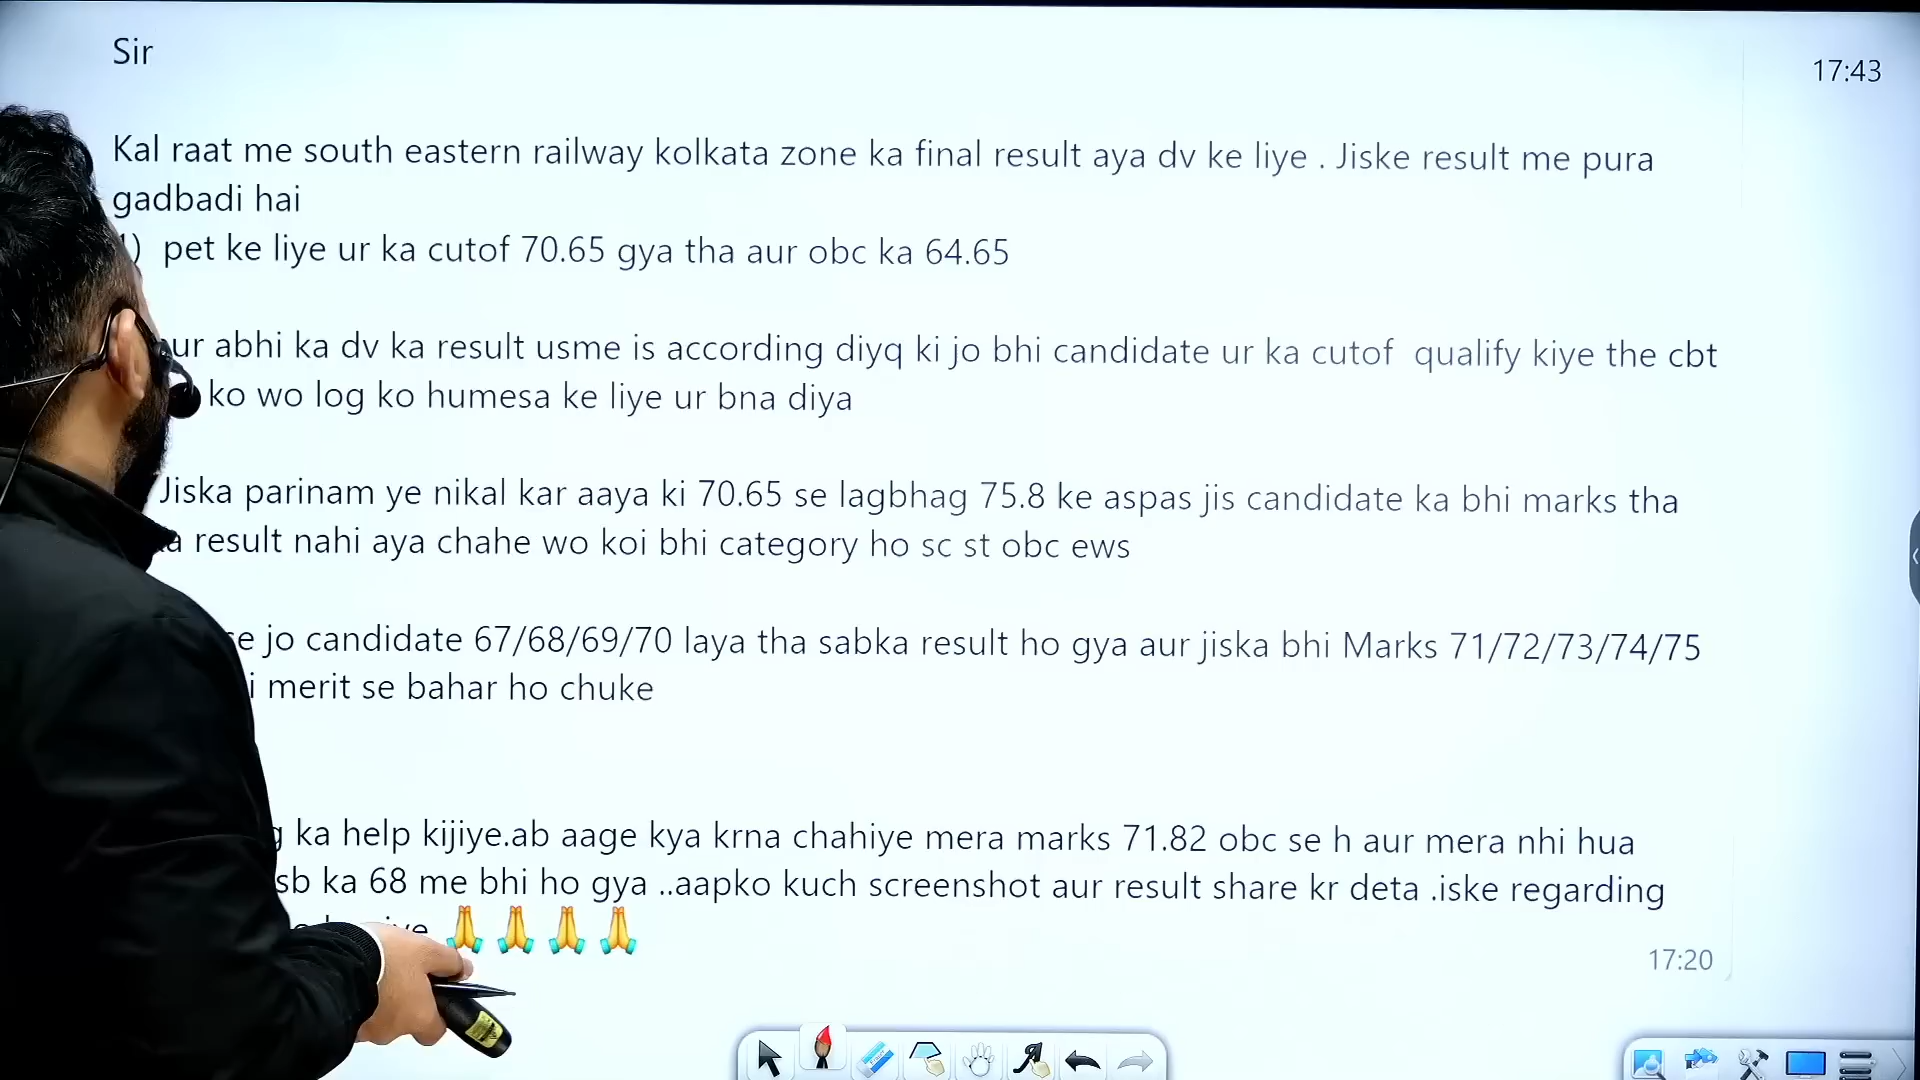 Sir
17:43
Kal raat me south eastern railway kolkata zone ka final result aya dv ke liye . Jiske result me pura
gadbadi hai
1) pet ke liye ur ka cutof 70.65 gya tha aur obc ka 64.65
ur abhi ka dv ka result usme is according diyq ki jo bhi candidate ur ka cutof qualify kiye the cbt
ko wo log ko humesa ke liye ur bna diya
Jiska parinam ye nikal kar aaya ki 70.65 se lagbhag 75.8 ke aspas jis candidate ka bhi marks tha
result nahi aya chahe wo koi bhi category ho sc st obc ews
jo candidate 67/68/69/70 laya tha sabka result ho gya aur jiska bhi Marks 71/72/73/74/75
merit se bahar ho chuke
ka help kijiye.ab aage kya krna chahiye mera marks 71.82 obc se h aur mera nhi hua
sb ka 68 me bhi ho gya ..aapko kuch screenshot aur result share kr deta .iske regarding
🙏🙏🙏🙏
17:20